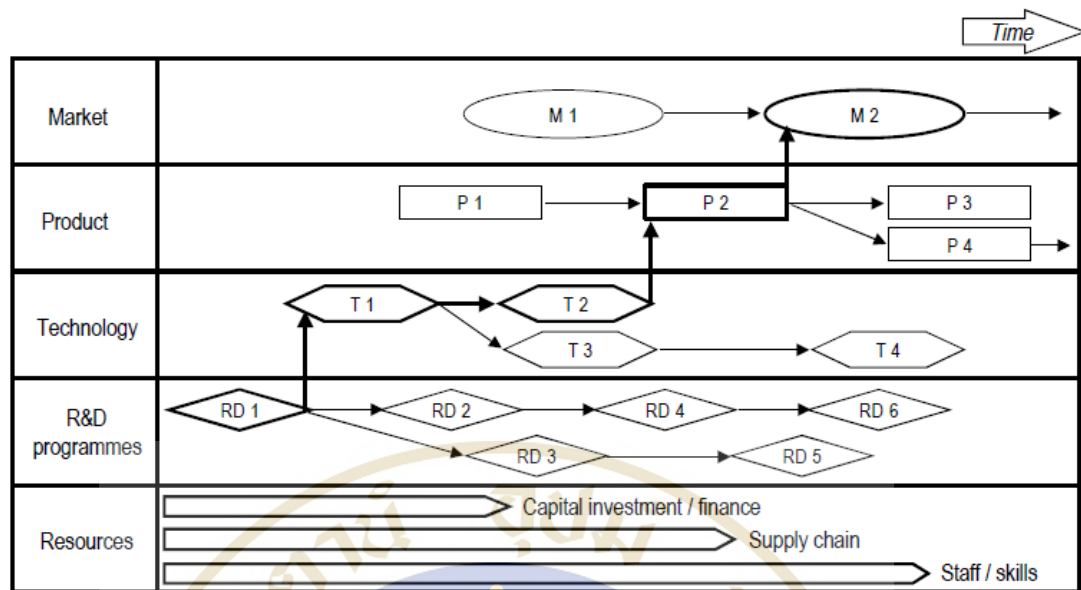 Time
Market
M 1
M 2
Product
P 1
P 2
P 3
P 4
Technology
T 1
T 2
T 3
T 4
R&D
programmes
RD 1
RD 2
RD 4
RD 6
RD 3
RD 5
Resources
Capital investment / finance
Supply chain
Staff / skills